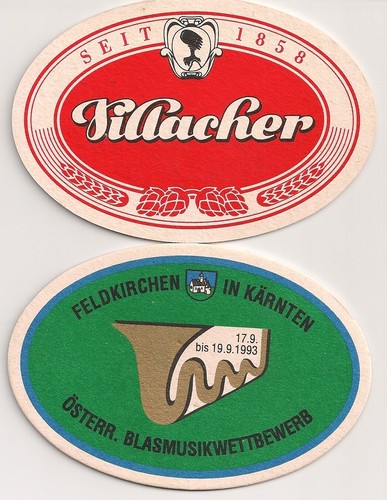 SEIT 1858
Villacher
FELDKIRCHEN IN KÄRNTEN
17.9.
bis 19.9.1993
ÖSTERR. BLASMUSIKWETTBEWERB